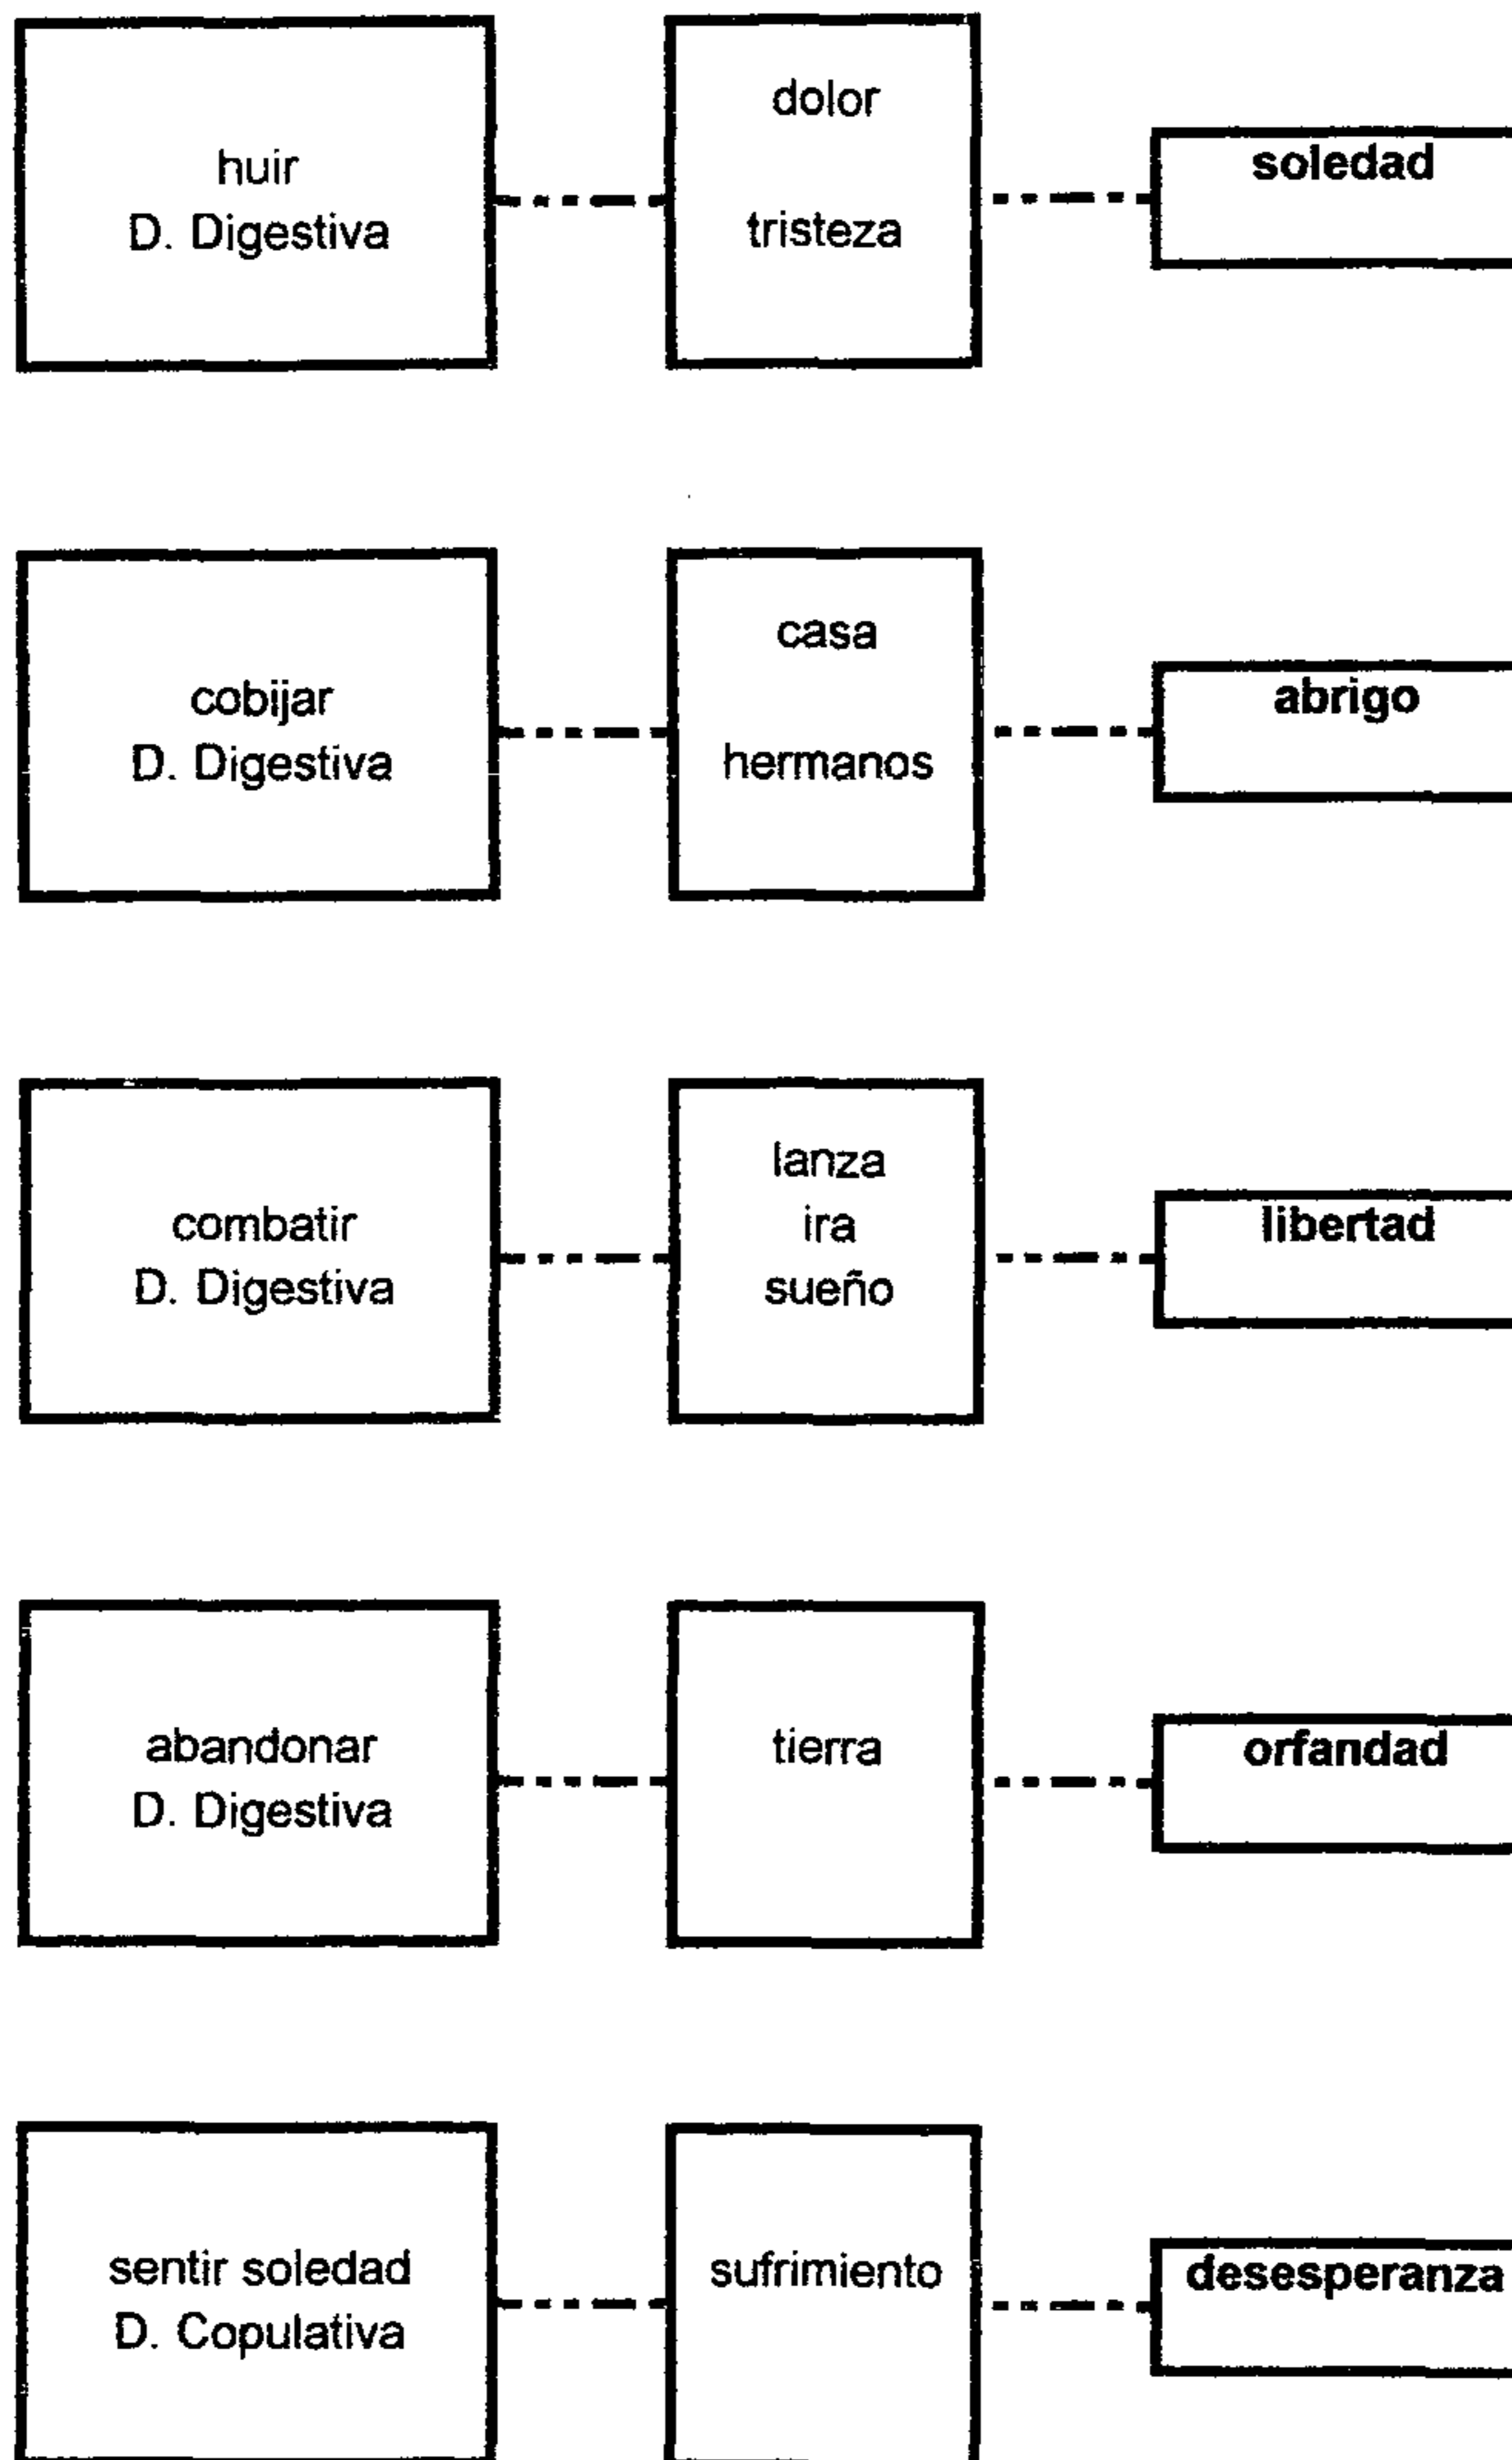 huir
D. Digestiva
dolor
tristeza
soledad
cobijar
D. Digestiva
casa
hermanos
abrigo
combatir
D. Digestiva
lanza
ira
sueño
libertad
abandonar
D. Digestiva
tierra
orfandad
sentir soledad
D. Copulativa
sufrimiento
desesperanza